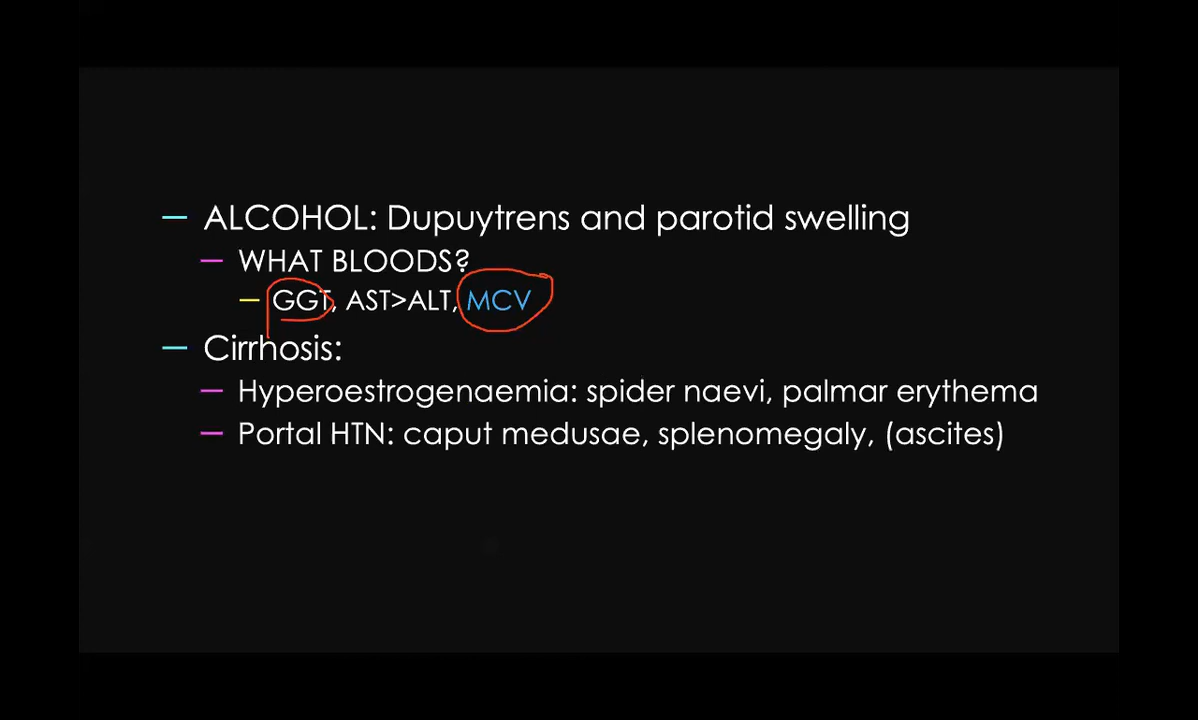 ALCOHOL: Dupuytrens and parotid swelling
WHAT BLOODS?
GGT, AST>ALT, MCV
Cirrhosis:
Hyperoestrogenaemia: spider naevi, palmar erythema
Portal HTN: caput medusae, splenomegaly, (ascites)